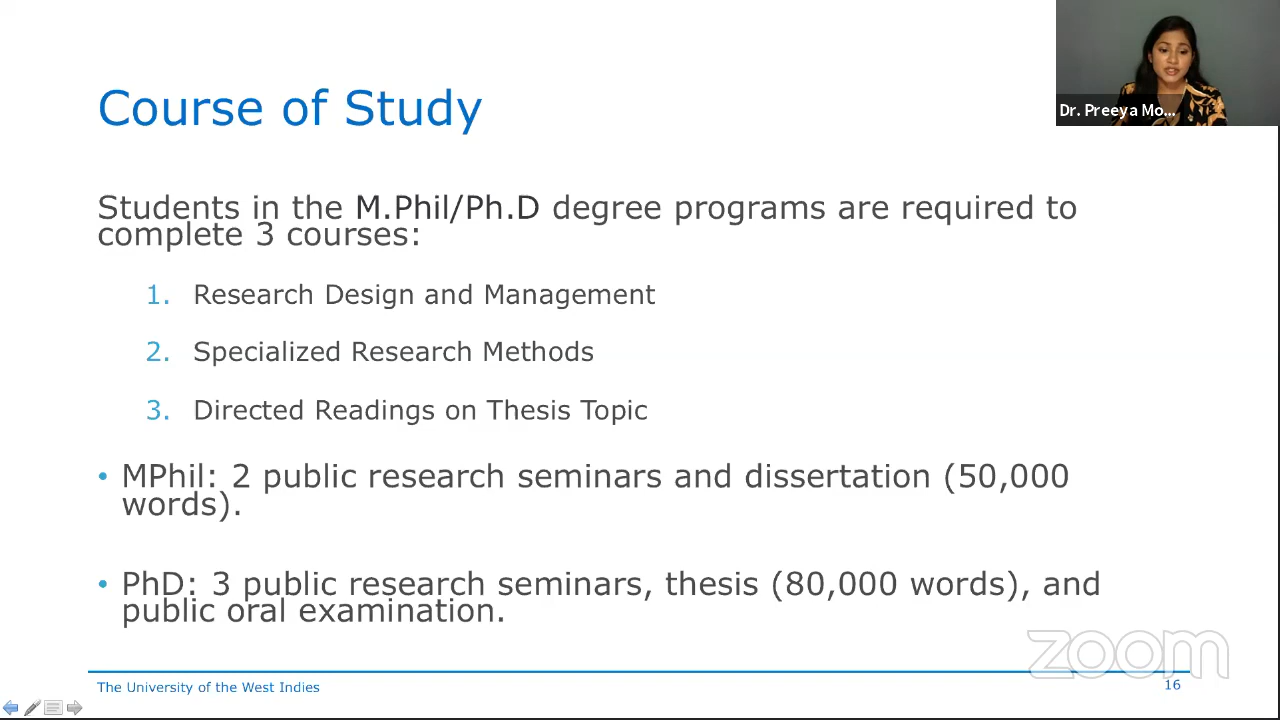 Course of Study
Dr. Preeya Mo...
Students in the M.Phil/Ph.D degree programs are required to
complete 3 courses:
1. Research Design and Management
2. Specialized Research Methods
3. Directed Readings on Thesis Topic
• MPhil: 2 public research seminars and dissertation (50,000
words).
• PhD: 3 public research seminars, thesis (80,000 words), and
public oral examination.
zoom
The University of the West Indies
16